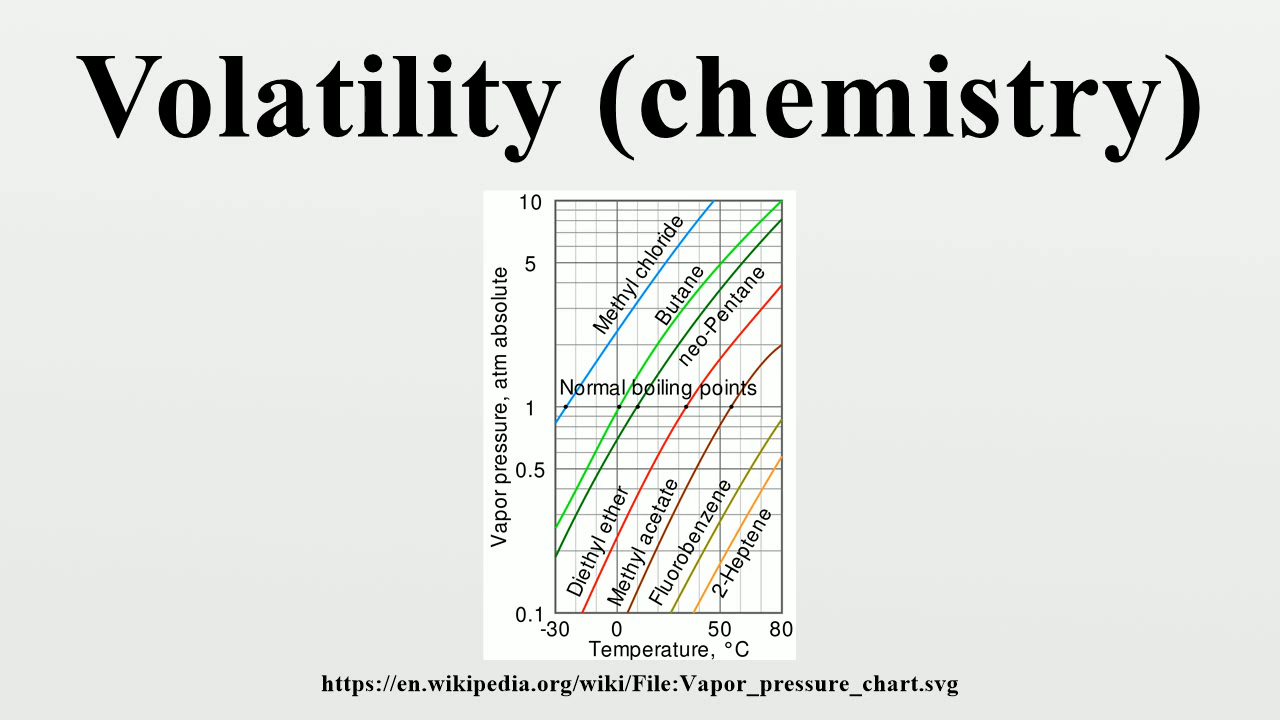 Volatility (chemistry)
10
5
1
0.5
0.1
Vapor pressure, atm absolute
Methyl chloride
Butane
neo-Pentane
Normal boiling points
Diethyl ether
Methyl acetate
Fluorobenzene
2-Heptene
-30 0 50 80
Temperature, °C
https://en.wikipedia.org/wiki/File:Vapor_pressure_chart.svg